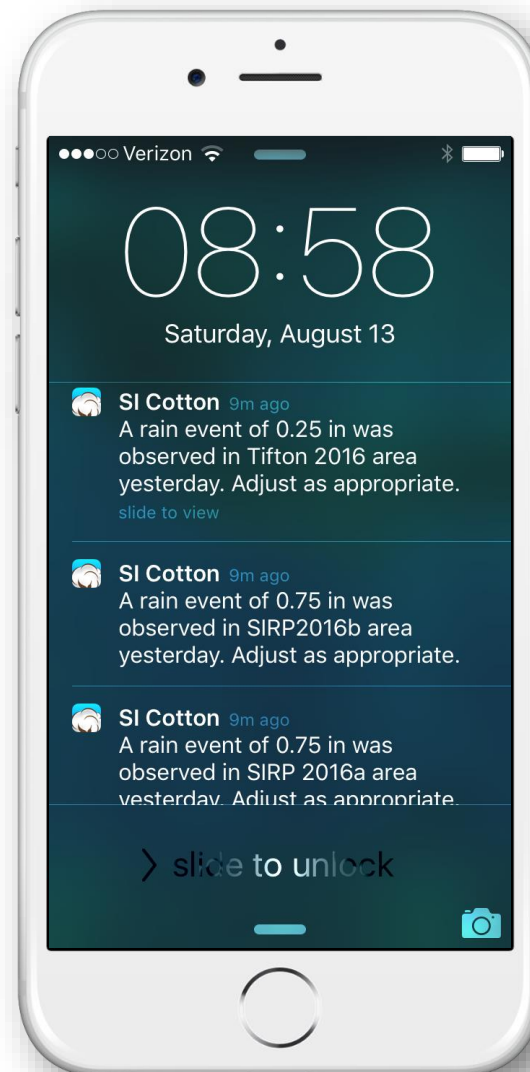 Verizon
08:58
Saturday, August 13
SI Cotton 9m ago
A rain event of 0.25 in was
observed in Tifton 2016 area
yesterday. Adjust as appropriate.
slide to view
SI Cotton 9m ago
A rain event of 0.75 in was
observed in SIRP2016b area
yesterday. Adjust as appropriate.
SI Cotton 9m ago
A rain event of 0.75 in was
observed in SIRP 2016a area
yesterday. Adjust as appropriate.
> slide to unlock